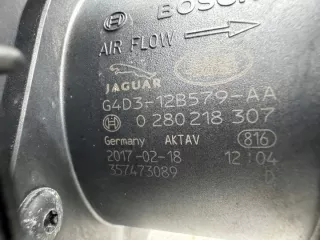 BOSCH
AIR FLOW
JAGUAR
G4D3-12B579-AA
0 280 218 307
Germany AKTAV 816
2017-02-18 12:04
357473089 D